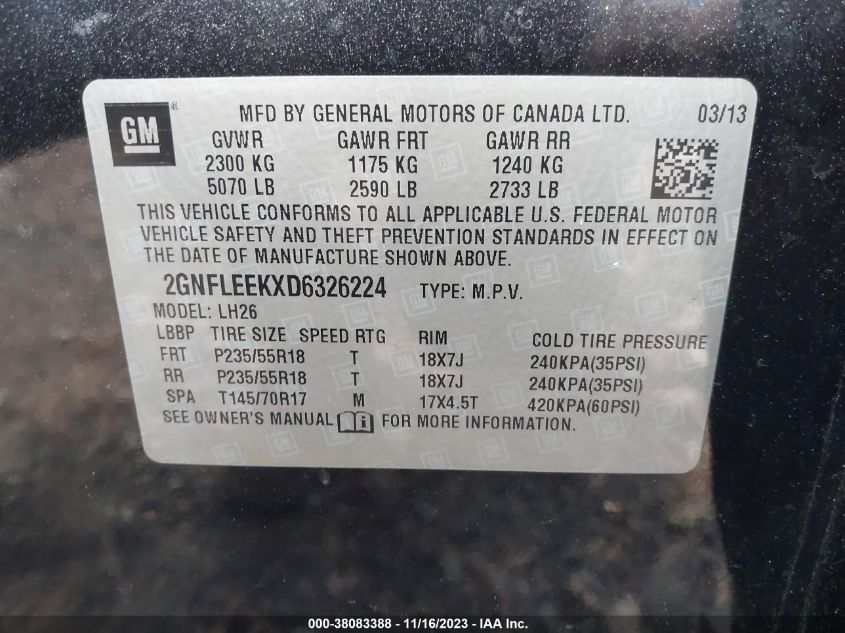 GM ® MFD BY GENERAL MOTORS OF CANADA LTD. 03/13
GVWR GAWR FRT GAWR RR
2300 KG 1175 KG 1240 KG
5070 LB 2590 LB 2733 LB
THIS VEHICLE CONFORMS TO ALL APPLICABLE U.S. FEDERAL MOTOR
VEHICLE SAFETY AND THEFT PREVENTION STANDARDS IN EFFECT ON
THE DATE OF MANUFACTURE SHOWN ABOVE.
2GNFLEEKXD6326224 TYPE: M.P.V.
MODEL: LH26
LBBP TIRE SIZE SPEED RTG RIM COLD TIRE PRESSURE
FRT P235/55R18 T 18X7J 240KPA(35PSI)
RR P235/55R18 T 18X7J 240KPA(35PSI)
SPA T145/70R17 M 17X4.5T 420KPA(60PSI)
SEE OWNER'S MANUAL FOR MORE INFORMATION.
000-38083388 - 11/16/2023 - IAA Inc.